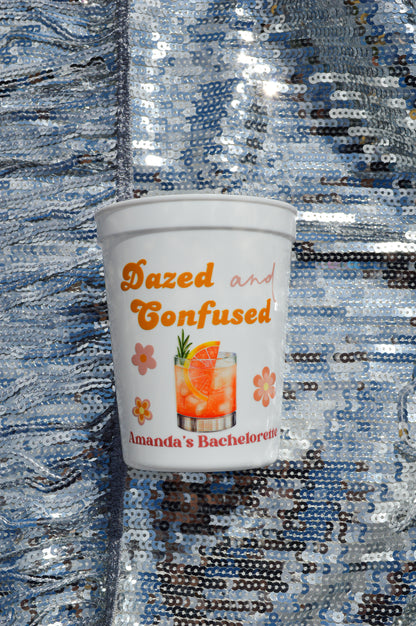 Dazed and
Confused
Amanda's Bachelorette